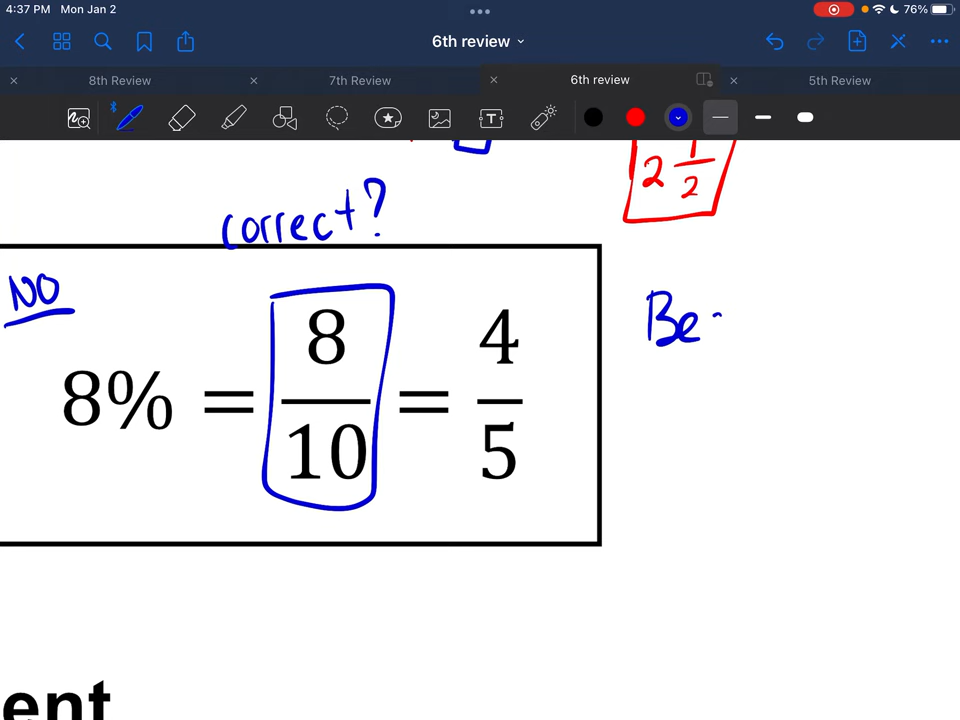 4:37 PM Mon Jan 2
76%
6th review
8th Review
7th Review
6th review
5th Review
T
2 1/2
correct?
NO
8% = 8/10 = 4/5
Be
ent